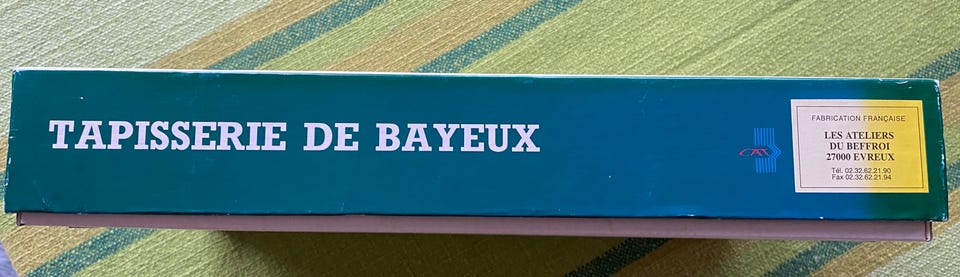 TAPISSERIE DE BAYEUX
FABRICATION FRANÇAISE
LES ATELIERS
DU BEFFROI
27000 EVREUX
Tél. 02.32.62.21.90
Fax 02.32.62.21.94